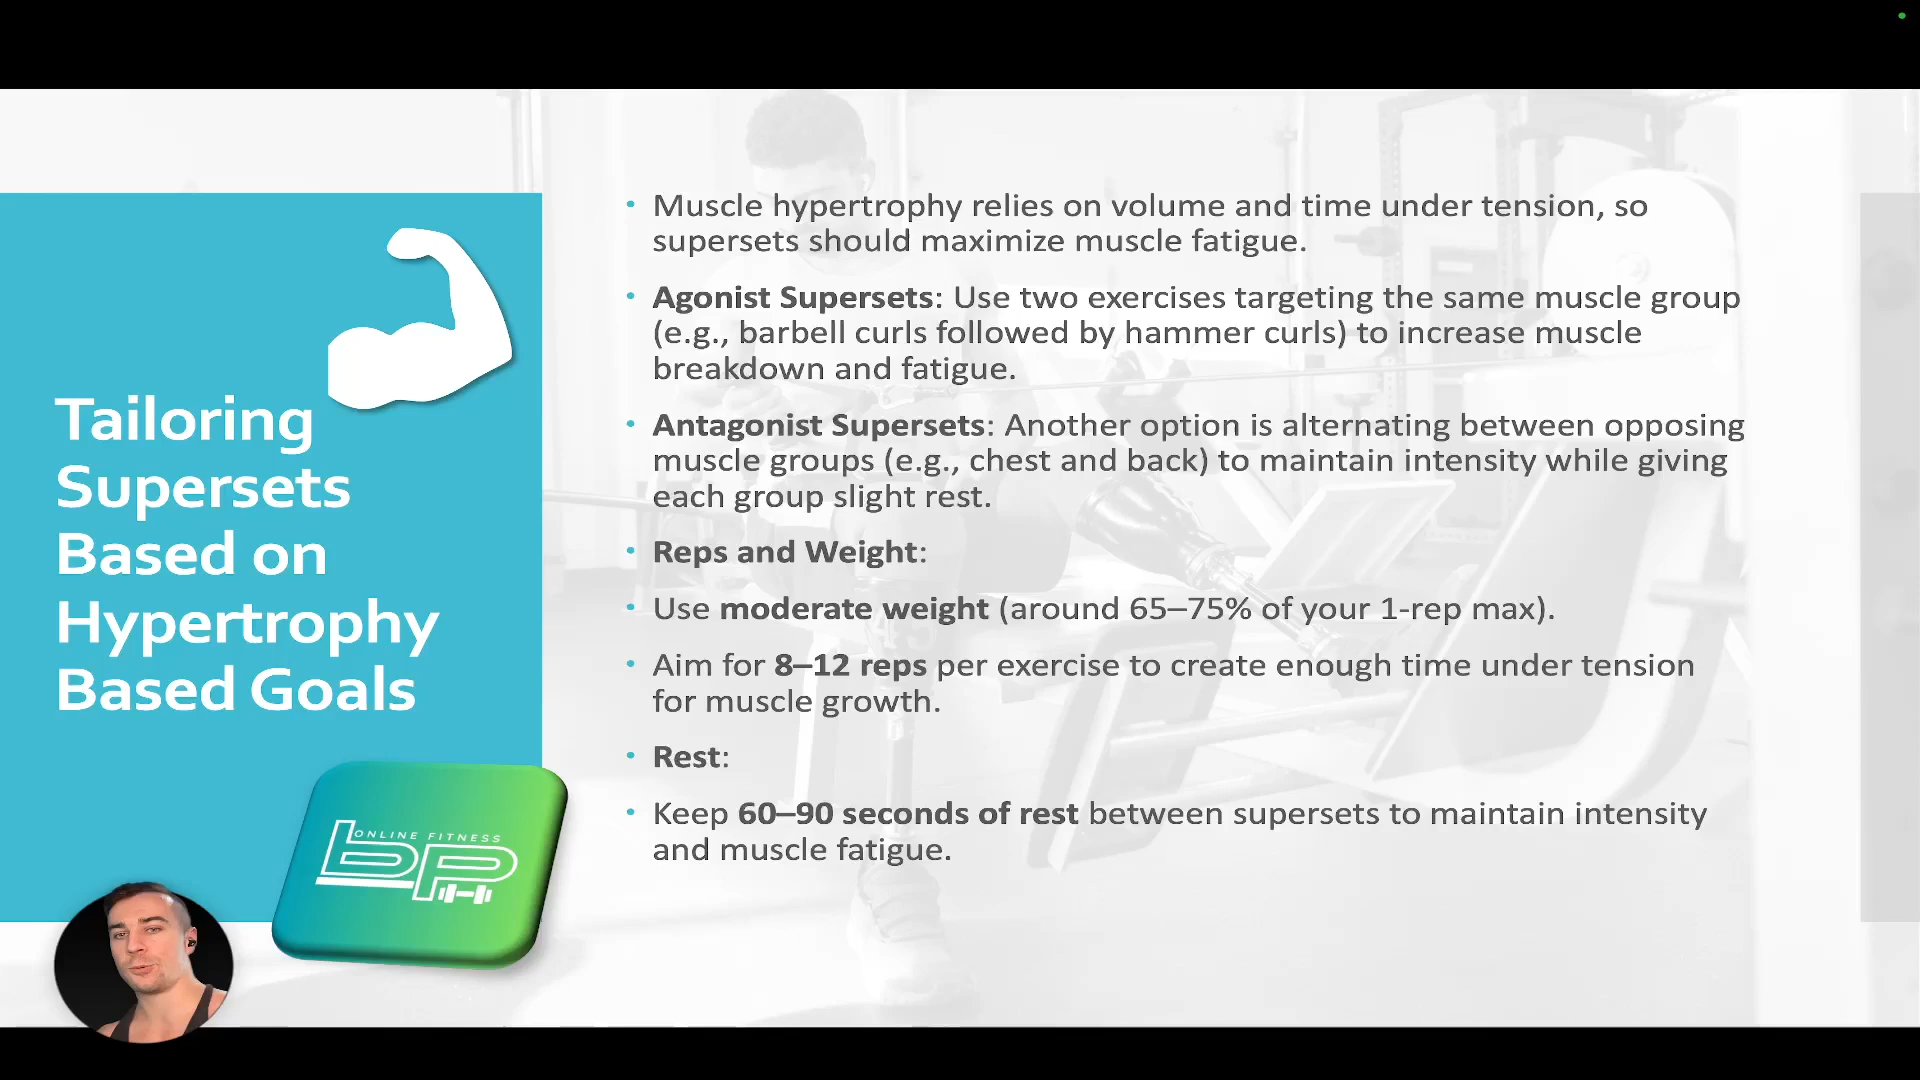 Tailoring
Supersets
Based on
Hypertrophy
Based Goals
ONLINE FITNESS
bp
• Muscle hypertrophy relies on volume and time under tension, so
supersets should maximize muscle fatigue.
• Agonist Supersets: Use two exercises targeting the same muscle group
(e.g., barbell curls followed by hammer curls) to increase muscle
breakdown and fatigue.
• Antagonist Supersets: Another option is alternating between opposing
muscle groups (e.g., chest and back) to maintain intensity while giving
each group slight rest.
• Reps and Weight:
• Use moderate weight (around 65–75% of your 1-rep max).
• Aim for 8–12 reps per exercise to create enough time under tension
for muscle growth.
• Rest:
• Keep 60–90 seconds of rest between supersets to maintain intensity
and muscle fatigue.